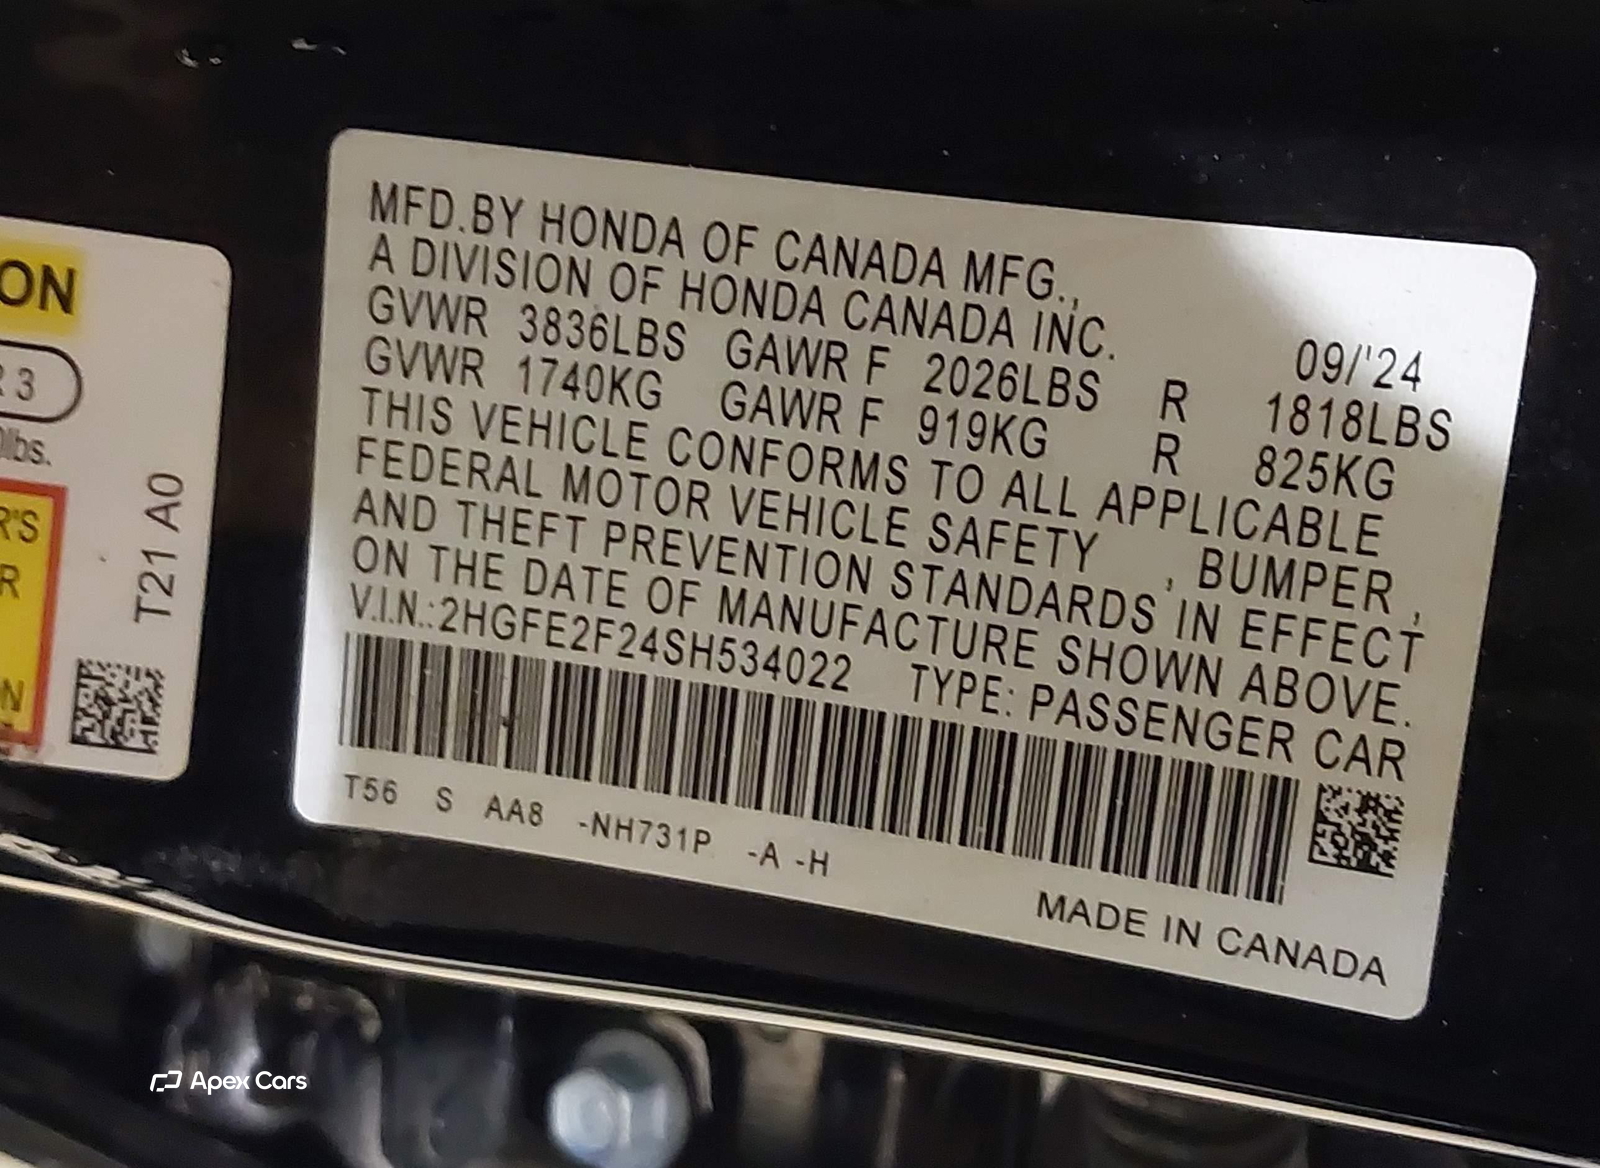 ON
R 3
lbs.
R'S
R
N
T21 A0
MFD.BY HONDA OF CANADA MFG.,
A DIVISION OF HONDA CANADA INC. 09/'24
GVWR 3836LBS GAWR F 2026LBS R 1818LBS
GVWR 1740KG GAWR F 919KG R 825KG
THIS VEHICLE CONFORMS TO ALL APPLICABLE
FEDERAL MOTOR VEHICLE SAFETY , BUMPER ,
AND THEFT PREVENTION STANDARDS IN EFFECT
ON THE DATE OF MANUFACTURE SHOWN ABOVE.
V.I.N.:2HGFE2F24SH534022 TYPE: PASSENGER CAR
T56 S AA8 -NH731P -A -H
MADE IN CANADA
Apex Cars